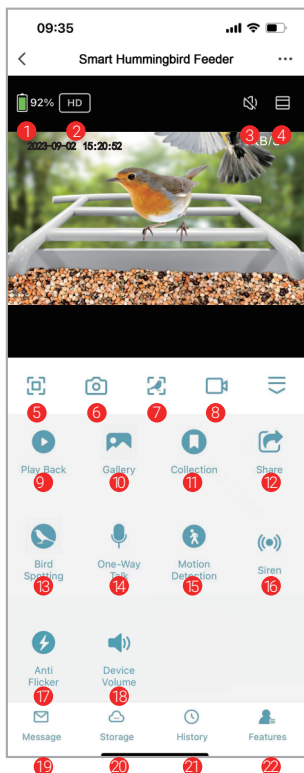 09:35
Smart Hummingbird Feeder
92% HD
1 2 3 4
2023-09-02 15:20:52 KB/S
5 6 7 8
Play Back Gallery Collection Share
9 10 11 12
Bird Spotting One-Way Talk Motion Detection Siren
13 14 15 16
Anti Flicker Device Volume
17 18
Message Storage History Features
19 20 21 22